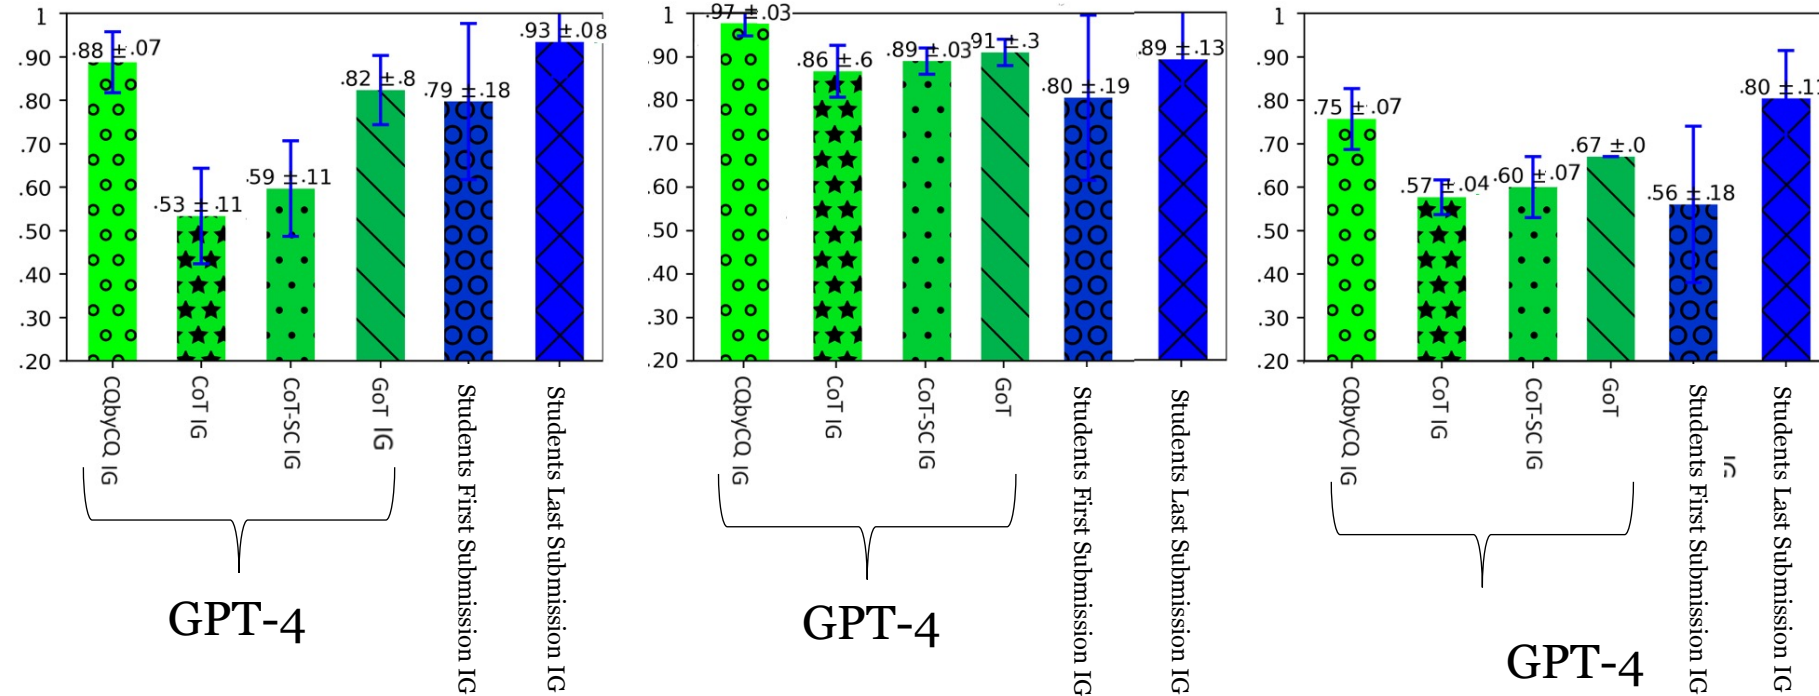 1
.90
.80
.70
.60
.50
.40
.30
.20
.88 ±.07
.53 ±.11
.59 ±.11
.82 ±.8
.79 ±.18
.93 ±.08
CQbyCQ IG
CoT IG
CoT-SC IG
GoT IG
Students First Submission IG
Students Last Submission IG
GPT-4
1
.90
.80
.70
.60
.50
.40
.30
.20
.97 ±.03
.86 ±.6
.89 ±.03
.91 ±.3
.80 ±.19
.89 ±.13
CQbyCQ IG
CoT IG
CoT-SC IG
GoT
Students First Submission IG
Students Last Submission IG
GPT-4
1
.90
.80
.70
.60
.50
.40
.30
.20
.75 ±.07
.57 ±.04
.60 ±.07
.67 ±.0
.56 ±.18
.80 ±.11
CQbyCQ IG
CoT IG
CoT-SC IG
GoT
Students First Submission IG
IG
Students Last Submission IG
GPT-4